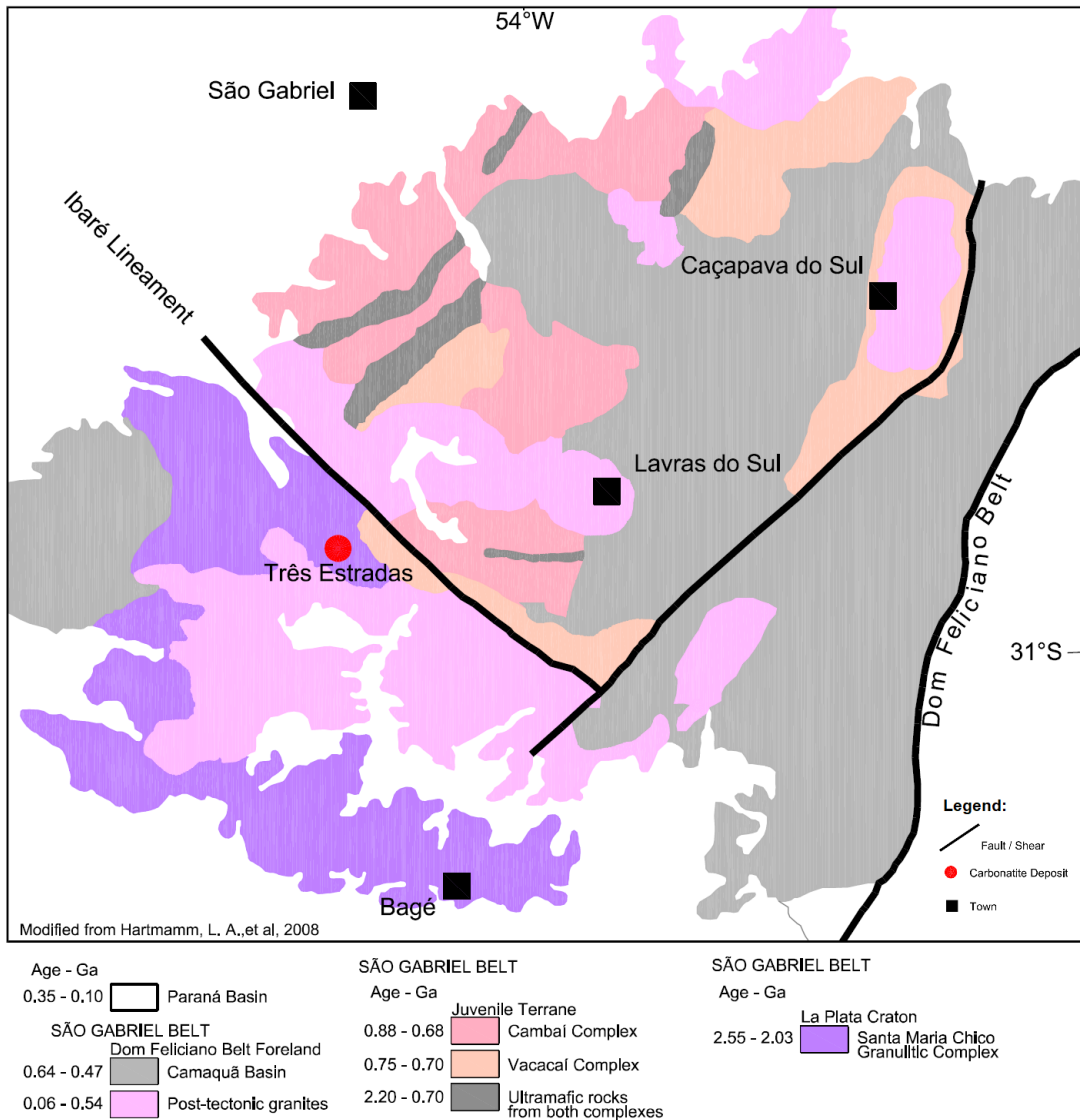 54°W
São Gabriel
Ibaré Lineament
Caçapava do Sul
Lavras do Sul
Três Estradas
31°S
Dom Feliciano Belt
Bagé
Legend:
Fault / Shear
Carbonatite Deposit
Town
Modified from Hartmamm, L. A.,et al, 2008
Age - Ga
0.35 - 0.10 Paraná Basin
SÃO GABRIEL BELT
Dom Feliciano Belt Foreland
0.64 - 0.47 Camaquã Basin
0.06 - 0.54 Post-tectonic granites
SÃO GABRIEL BELT
Age - Ga
Juvenile Terrane
0.88 - 0.68 Cambaí Complex
0.75 - 0.70 Vacacaí Complex
2.20 - 0.70 Ultramafic rocks
from both complexes
SÃO GABRIEL BELT
Age - Ga
La Plata Craton
2.55 - 2.03 Santa Maria Chico
Granulltic Complex